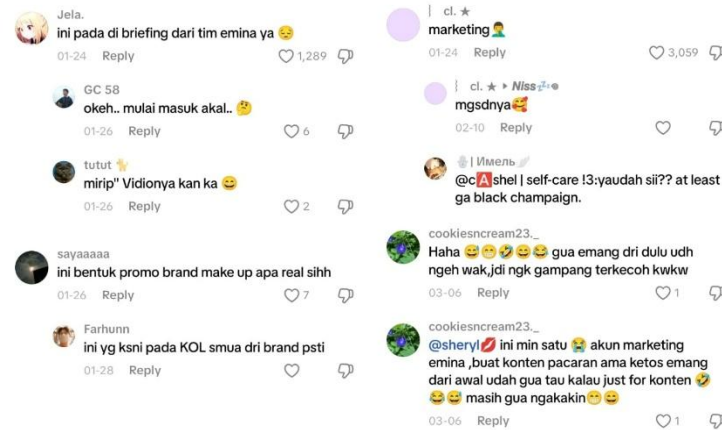 Jela.
ini pada di briefing dari tim emina ya 😔
01-24 Reply 1,289
GC 58
okeh.. mulai masuk akal.. 🤔
01-26 Reply 6
tutut 🐈
mirip" Vidionya kan ka 😄
01-26 Reply 2
sayaaaaa
ini bentuk promo brand make up apa real sihh
01-26 Reply 7
Farhunn
ini yg ksni pada KOL smua dri brand psti
01-28 Reply
| cl. ★
marketing🤦‍♂️
01-24 Reply 3,059
| cl. ★ ▸ Niss💤
mgsdnya🥰
02-10 Reply
| Имель
@c🅰️shel | self-care !3:yaudah sii?? at least
ga black champaign.
cookiesncream23._
Haha 😅😁🤣😄😂 gua emang dri dulu udh
ngeh wak,jdi ngk gampang terkecoh kwkw
03-06 Reply 1
cookiesncream23._
@sheryl💋 ini min satu 😭 akun marketing
emina ,buat konten pacaran ama ketos emang
dari awal udah gua tau kalau just for konten 🤣
😂😅 masih gua ngakakin😁😄
03-06 Reply 1